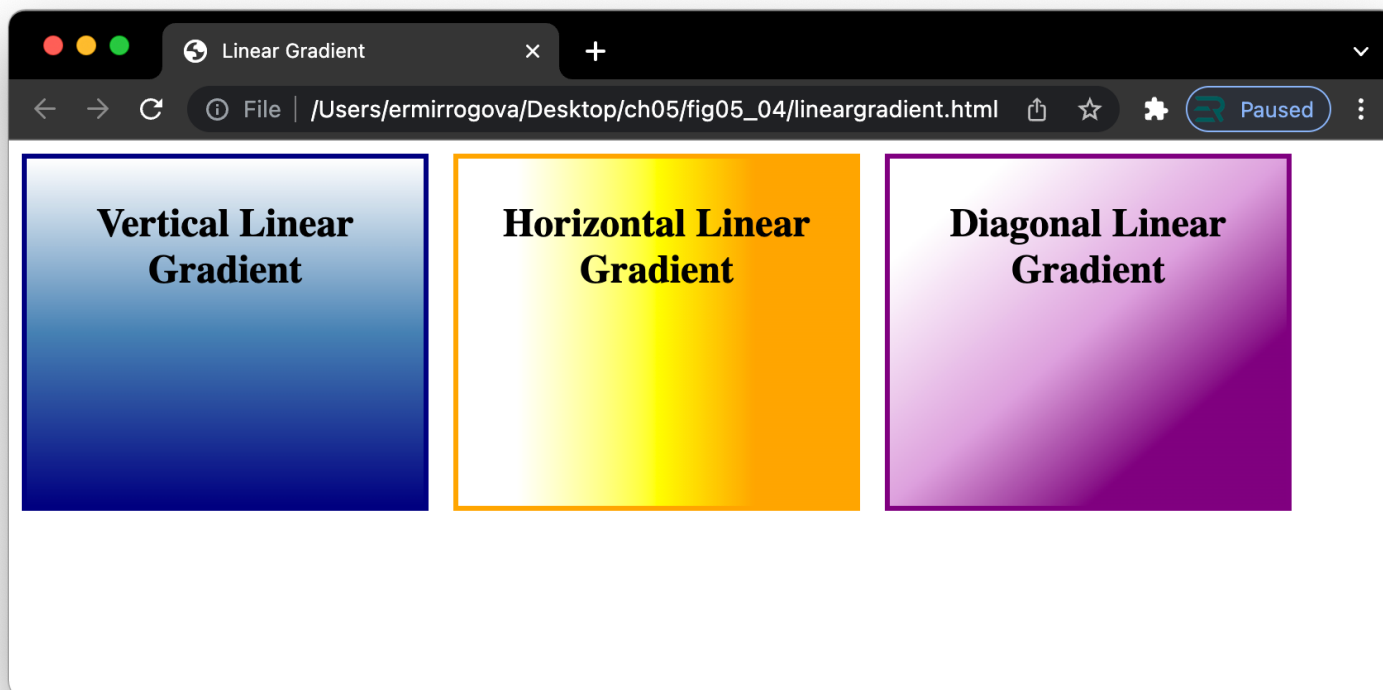 Linear Gradient
File /Users/ermirrogova/Desktop/ch05/fig05_04/lineargradient.html ER Paused
Vertical Linear
Gradient
Horizontal Linear
Gradient
Diagonal Linear
Gradient